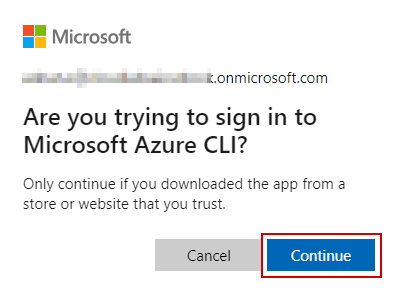 Microsoft
.onmicrosoft.com
Are you trying to sign in to
Microsoft Azure CLI?
Only continue if you downloaded the app from a
store or website that you trust.
Cancel
Continue